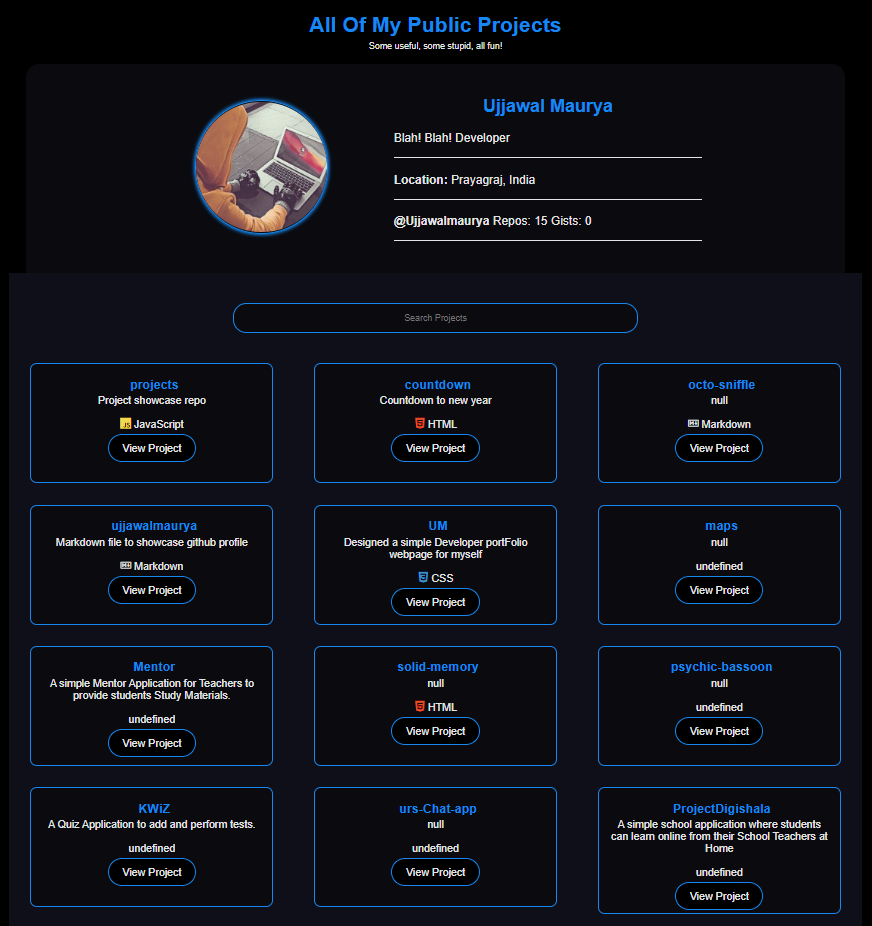 All Of My Public Projects
Some useful, some stupid, all fun!
Ujjawal Maurya
Blah! Blah! Developer
Location: Prayagraj, India
@Ujjawalmaurya Repos: 15 Gists: 0
Search Projects
projects
Project showcase repo
JS JavaScript
View Project
countdown
Countdown to new year
HTML
View Project
octo-sniffle
null
Markdown
View Project
ujjawalmaurya
Markdown file to showcase github profile
Markdown
View Project
UM
Designed a simple Developer portFolio
webpage for myself
CSS
View Project
maps
null
undefined
View Project
Mentor
A simple Mentor Application for Teachers to
provide students Study Materials.
undefined
View Project
solid-memory
null
HTML
View Project
psychic-bassoon
null
undefined
View Project
KWiZ
A Quiz Application to add and perform tests.
undefined
View Project
urs-Chat-app
null
undefined
View Project
ProjectDigishala
A simple school application where students
can learn online from their School Teachers at
Home
undefined
View Project